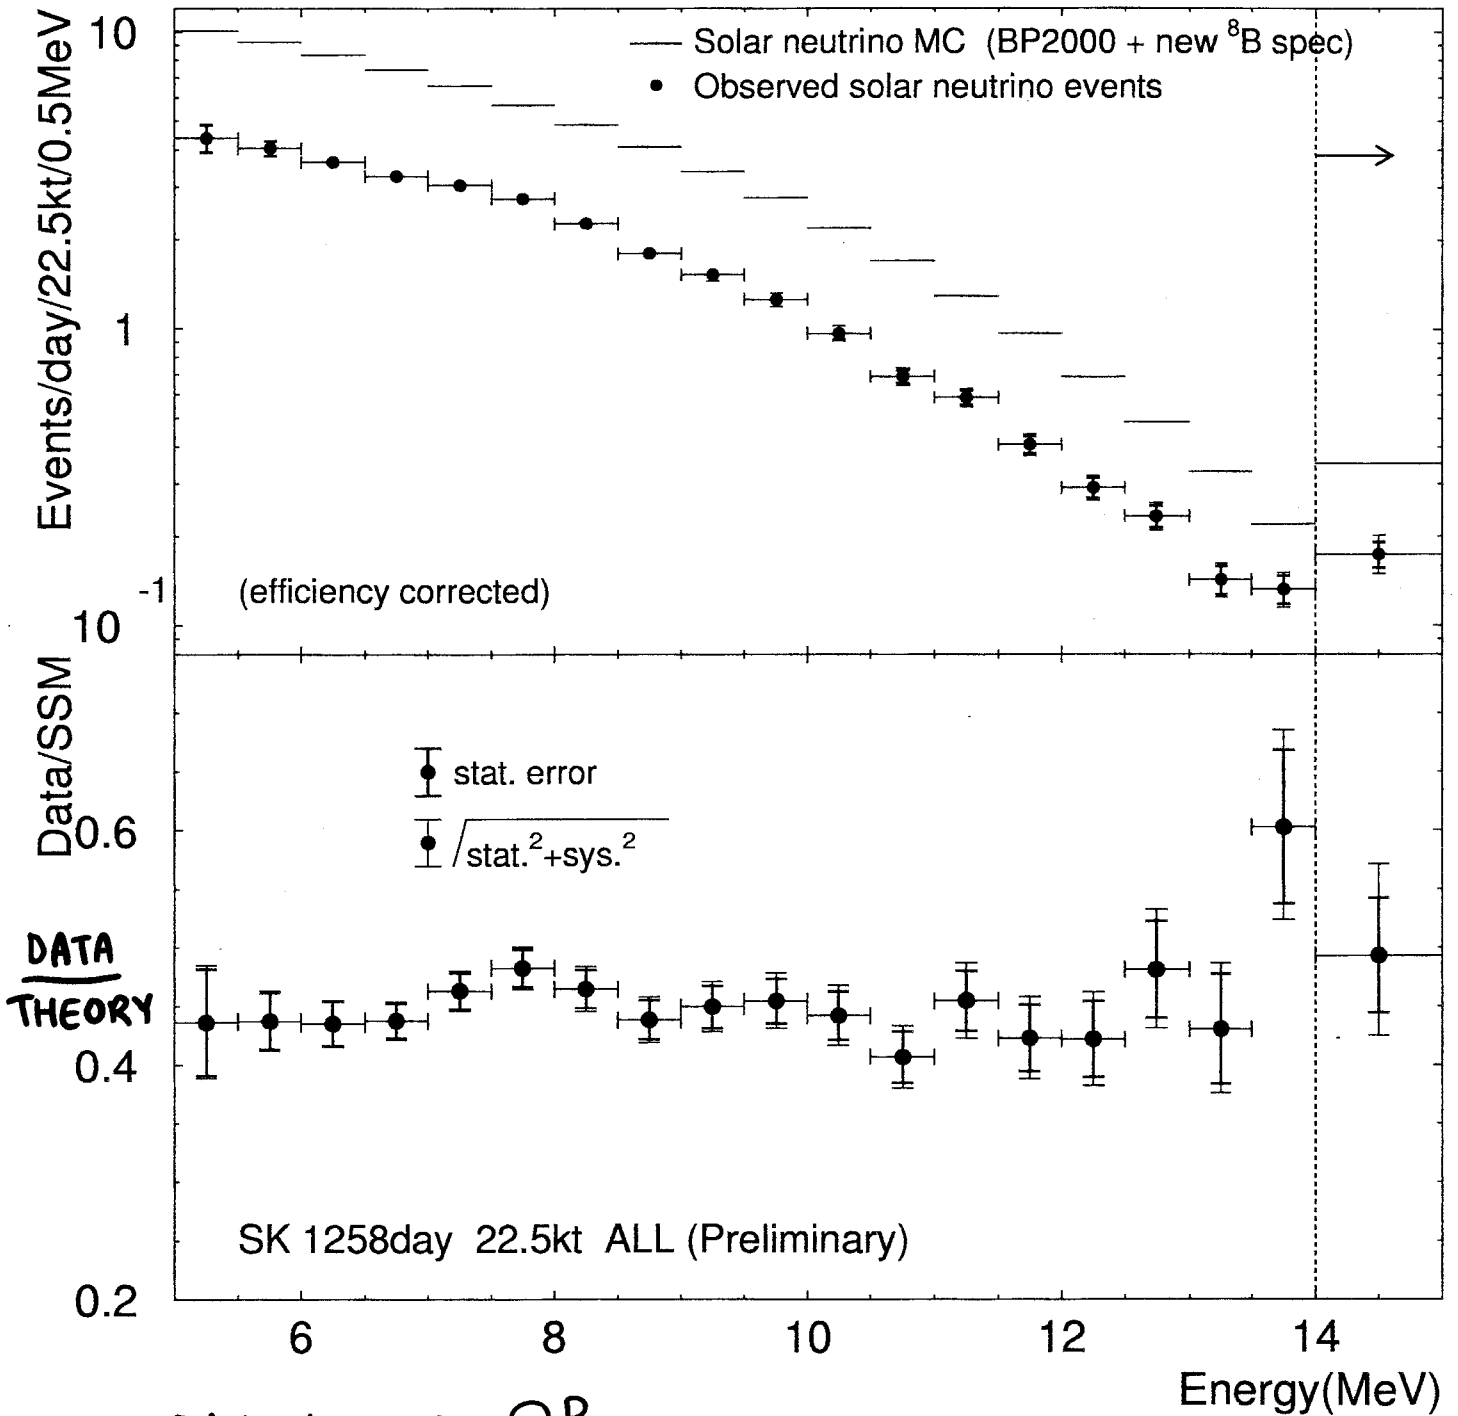 10
Solar neutrino MC (BP2000 + new ⁸B spec)
Observed solar neutrino events
Events/day/22.5kt/0.5MeV
1
(efficiency corrected)
10⁻¹
Data/SSM
stat. error
√stat.²+sys.²
0.6
DATA
THEORY
0.4
SK 1258day 22.5kt ALL (Preliminary)
0.2
6 8 10 12 14
Energy(MeV)